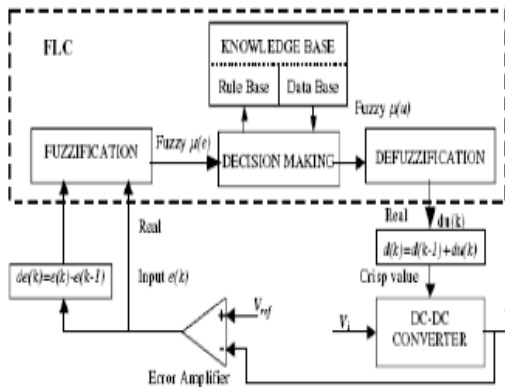 FLC
KNOWLEDGE BASE
Rule Base
Data Base
Fuzzy μ(e)
Fuzzy μ(u)
FUZZIFICATION
DECISION MAKING
DEFUZZIFICATION
Real
Real
du(k)
de(k)=e(k)-e(k-1)
Input e(k)
d(k)=d(k-1)+du(k)
Crisp value
+
Vref
-
Vi
DC-DC
CONVERTER
Error Amplifier